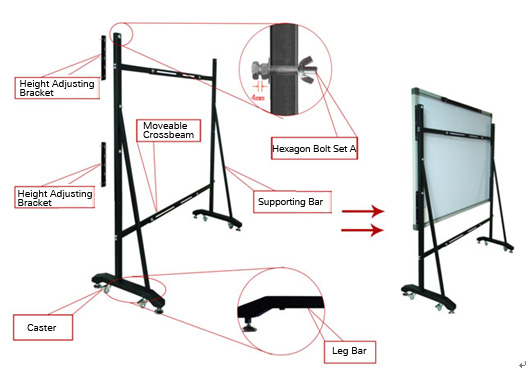 Height Adjusting
Bracket
4mm
Moveable
Crossbeam
Hexagon Bolt Set A
Height Adjusting
Bracket
Supporting Bar
Caster
Leg Bar